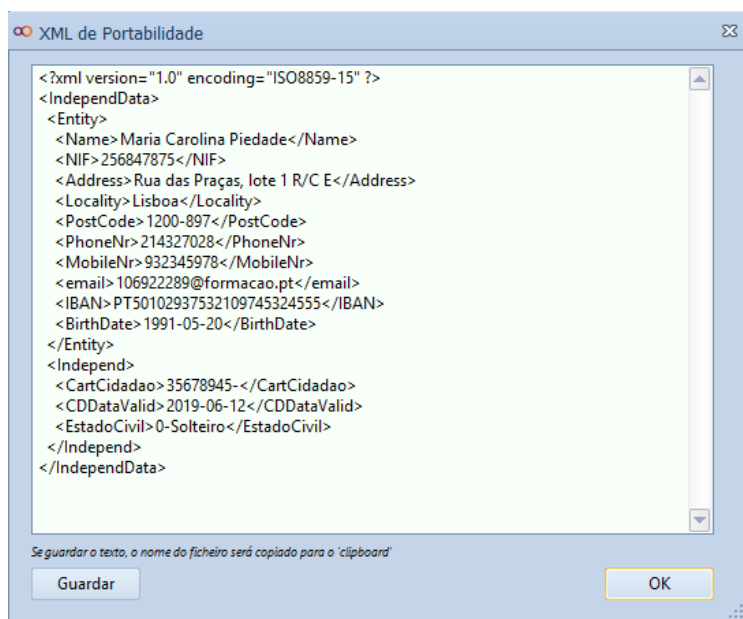 XML de Portabilidade
<?xml version="1.0" encoding="ISO8859-15" ?>
<IndependData>
<Entity>
<Name>Maria Carolina Piedade</Name>
<NIF>256847875</NIF>
<Address>Rua das Praças, lote 1 R/C E</Address>
<Locality>Lisboa</Locality>
<PostCode>1200-897</PostCode>
<PhoneNr>214327028</PhoneNr>
<MobileNr>932345978</MobileNr>
<email>106922289@formacao.pt</email>
<IBAN>PT50102937532109745324555</IBAN>
<BirthDate>1991-05-20</BirthDate>
</Entity>
<Independ>
<CartCidadao>35678945-</CartCidadao>
<CDDataValid>2019-06-12</CDDataValid>
<EstadoCivil>0-Solteiro</EstadoCivil>
</Independ>
</IndependData>
Se guardar o texto, o nome do ficheiro será copiado para o 'clipboard'
Guardar
OK